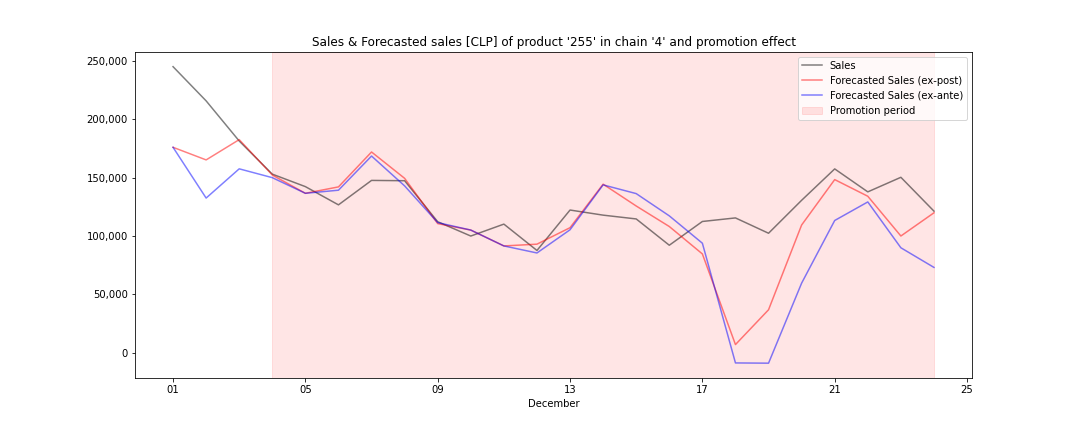 Sales & Forecasted sales [CLP] of product '255' in chain '4' and promotion effect
250,000
200,000
150,000
100,000
50,000
0
Sales
Forecasted Sales (ex-post)
Forecasted Sales (ex-ante)
Promotion period
01 05 09 13 17 21 25
December